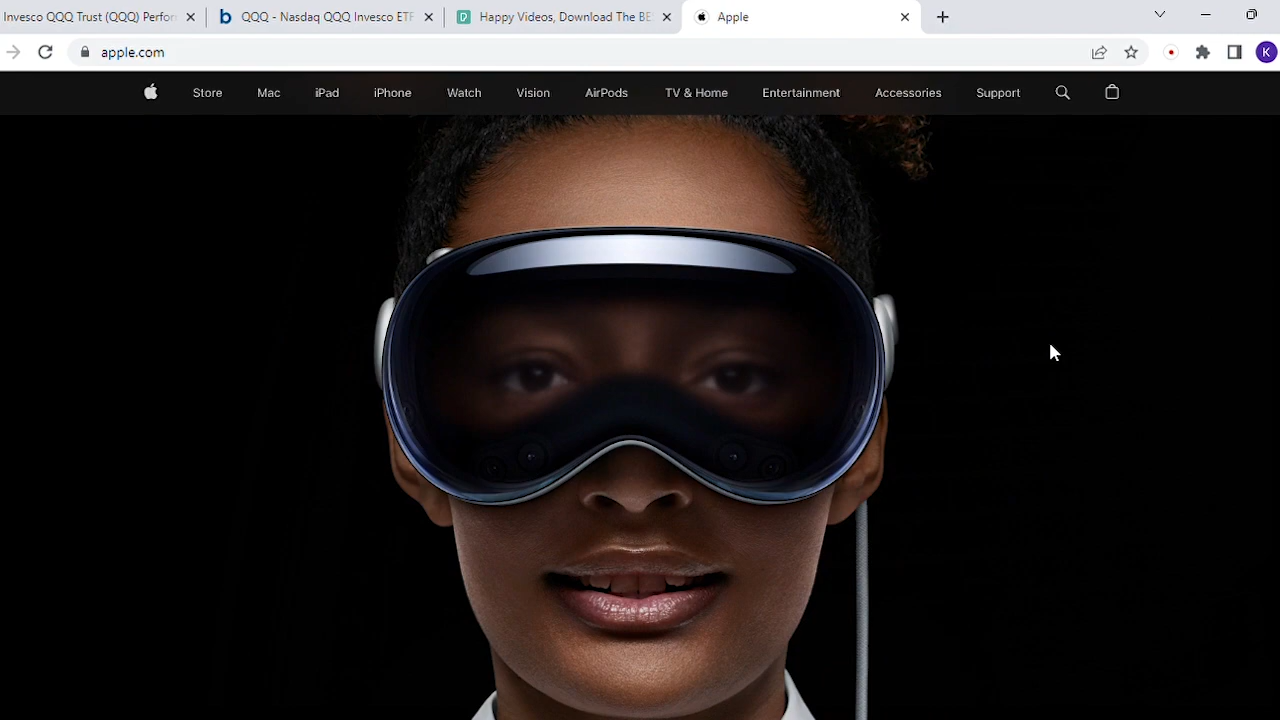 Invesco QQQ Trust (QQQ) Perfor
QQQ - Nasdaq QQQ Invesco ETF
Happy Videos, Download The BE
Apple
apple.com
K
Store Mac iPad iPhone Watch Vision AirPods TV & Home Entertainment Accessories Support